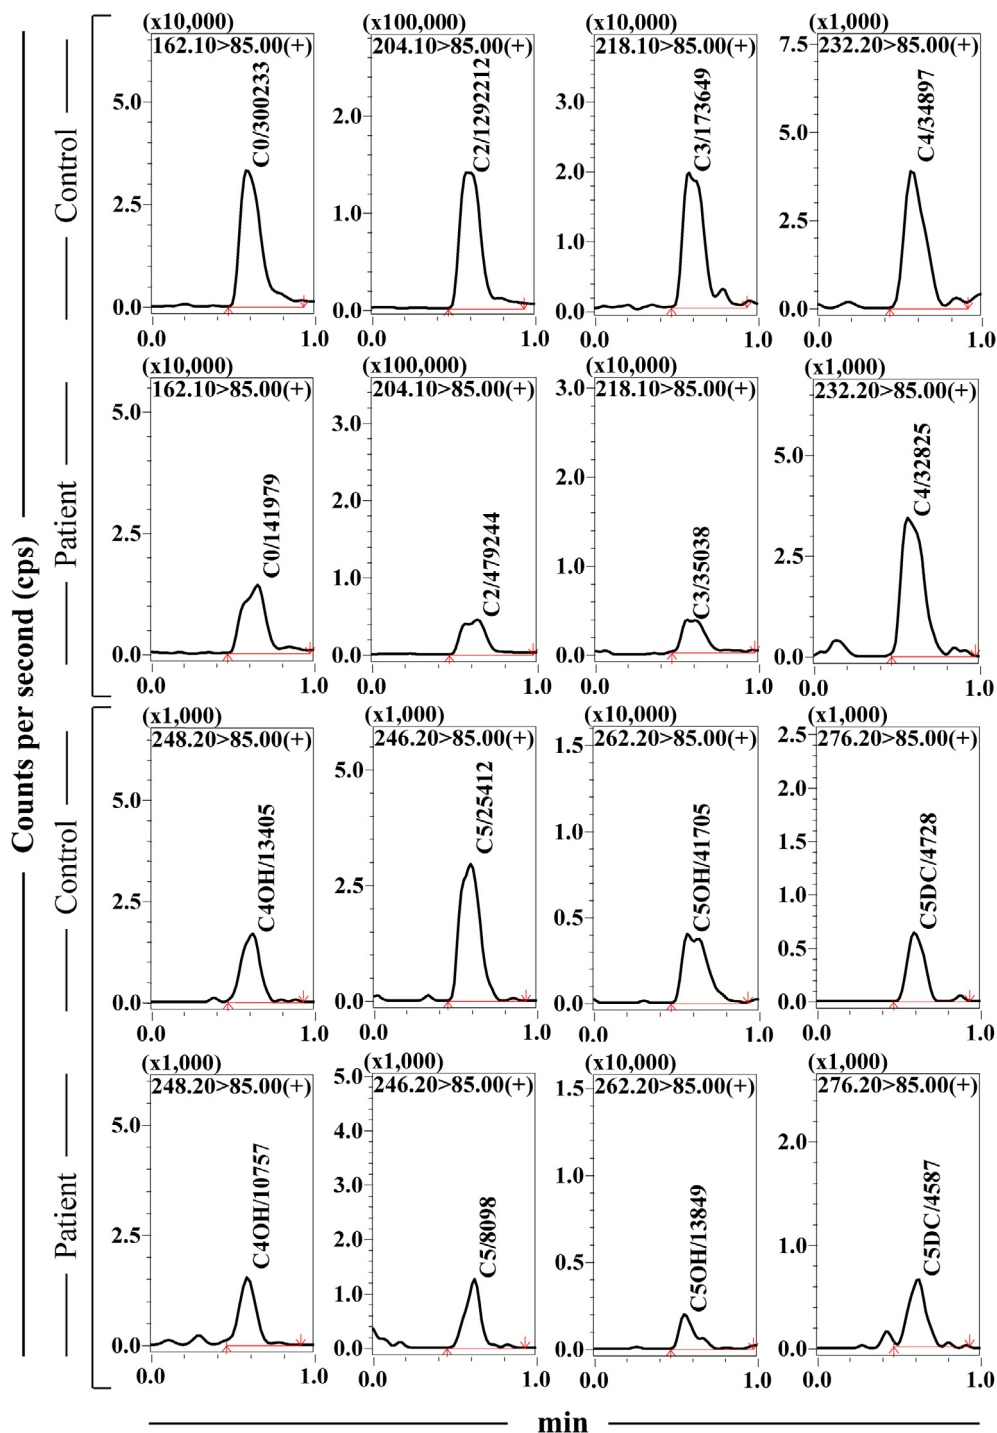 Counts per second (cps)
Control
(x10,000)
162.10>85.00(+)
C0/300233
5.0
2.5
0.0
0.0
1.0
(x100,000)
204.10>85.00(+)
C2/1292212
2.0
1.0
0.0
0.0
1.0
(x10,000)
218.10>85.00(+)
C3/173649
3.0
2.0
1.0
0.0
0.0
1.0
(x1,000)
232.20>85.00(+)
C4/34897
7.5
5.0
2.5
0.0
0.0
1.0
Patient
(x10,000)
162.10>85.00(+)
C0/141979
5.0
2.5
0.0
0.0
1.0
(x100,000)
204.10>85.00(+)
C2/479244
3.0
2.0
1.0
0.0
0.0
1.0
(x10,000)
218.10>85.00(+)
C3/35038
3.0
2.0
1.0
0.0
0.0
1.0
(x1,000)
232.20>85.00(+)
C4/32825
5.0
2.5
0.0
0.0
1.0
Control
(x1,000)
248.20>85.00(+)
C4OH/13405
5.0
2.5
0.0
0.0
1.0
(x1,000)
246.20>85.00(+)
C5/25412
5.0
2.5
0.0
0.0
1.0
(x10,000)
262.20>85.00(+)
C5OH/41705
1.5
1.0
0.5
0.0
0.0
1.0
(x1,000)
276.20>85.00(+)
C5DC/4728
2.5
2.0
1.5
1.0
0.5
0.0
0.0
1.0
Patient
(x1,000)
248.20>85.00(+)
C4OH/10757
5.0
2.5
0.0
0.0
1.0
(x1,000)
246.20>85.00(+)
C5/8098
5.0
4.0
3.0
2.0
1.0
0.0
0.0
1.0
(x10,000)
262.20>85.00(+)
C5OH/13849
1.5
1.0
0.5
0.0
0.0
1.0
(x1,000)
276.20>85.00(+)
C5DC/4587
2.0
1.0
0.0
0.0
1.0
min